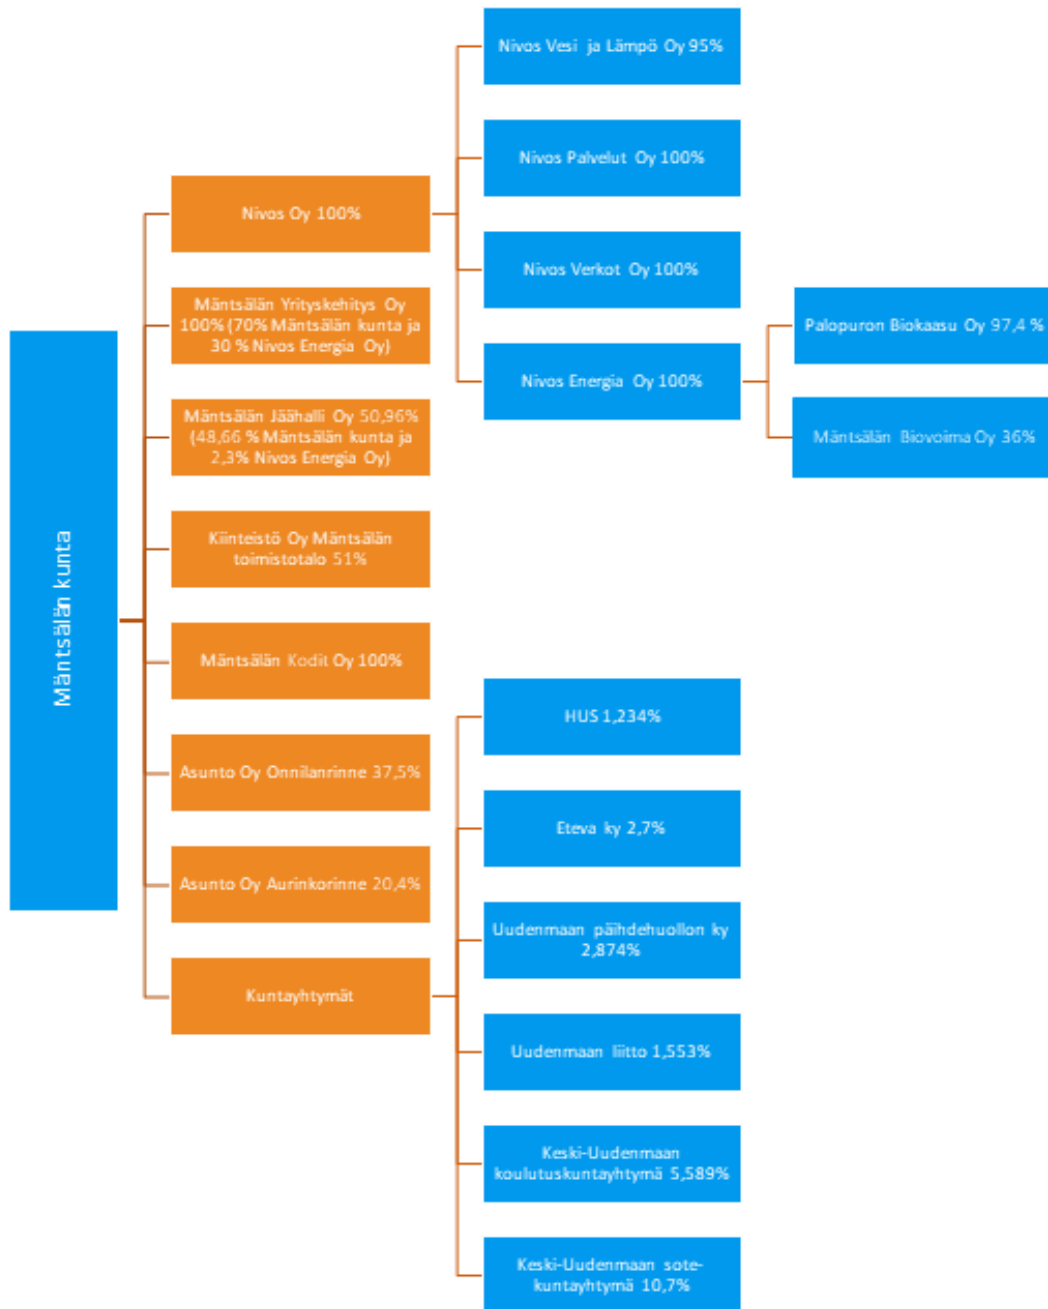 Mäntsälän kunta
Nivos Oy 100%
Mäntsälän Yrityskehitys Oy
100% (70% Mäntsälän kunta ja
30 % Nivos Energia Oy)
Mäntsälän Jäähalli Oy 50,96%
(48,66 % Mäntsälän kunta ja
2,3% Nivos Energia Oy)
Kiinteistö Oy Mäntsälän
toimistotalo 51%
Mäntsälän Kodit Oy 100%
Asunto Oy Onnilanrinne 37,5%
Asunto Oy Aurinkorinne 20,4%
Kuntayhtymät
Nivos Vesi ja Lämpö Oy 95%
Nivos Palvelut Oy 100%
Nivos Verkot Oy 100%
Nivos Energia Oy 100%
Palopuron Biokaasu Oy 97,4 %
Mäntsälän Biovoima Oy 36%
HUS 1,234%
Eteva ky 2,7%
Uudenmaan päihdehuollon ky
2,874%
Uudenmaan liitto 1,553%
Keski-Uudenmaan
koulutuskuntayhtymä 5,589%
Keski-Uudenmaan sote-
kuntayhtymä 10,7%